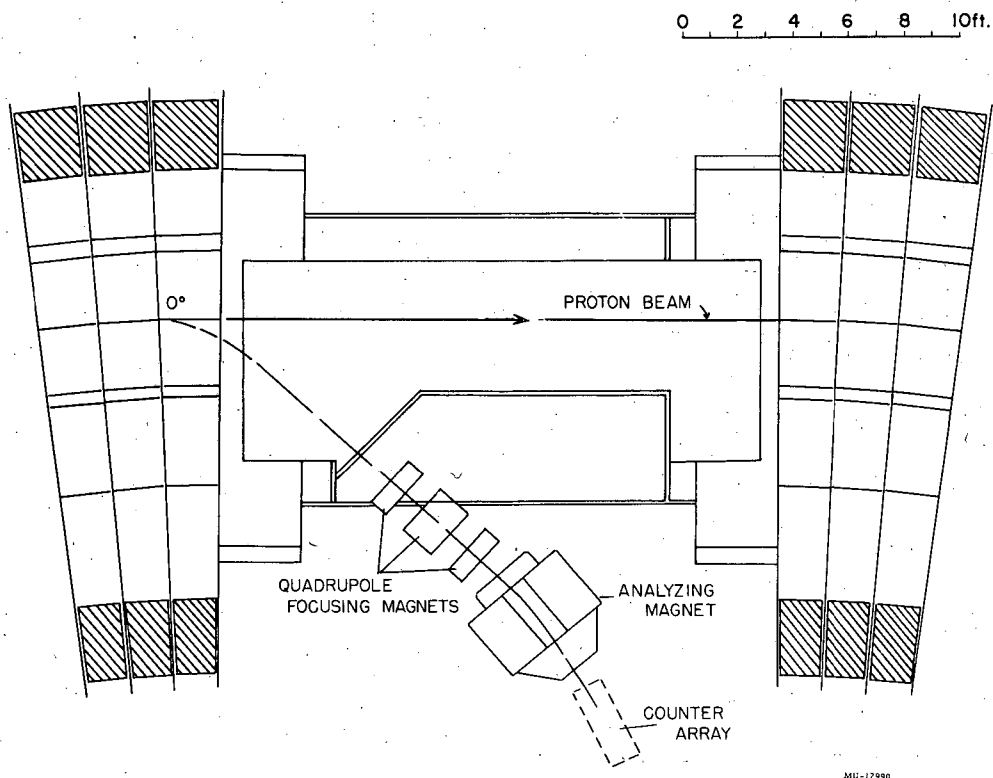 0 2 4 6 8 10ft.
0°
PROTON BEAM
QUADRUPOLE
FOCUSING MAGNETS
ANALYZING
MAGNET
COUNTER
ARRAY
MU-17990